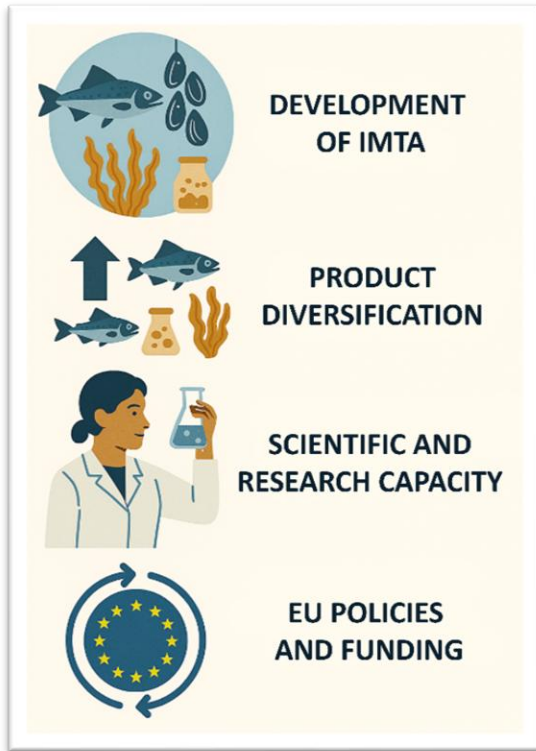 DEVELOPMENT
OF IMTA
PRODUCT
DIVERSIFICATION
SCIENTIFIC AND
RESEARCH CAPACITY
EU POLICIES
AND FUNDING